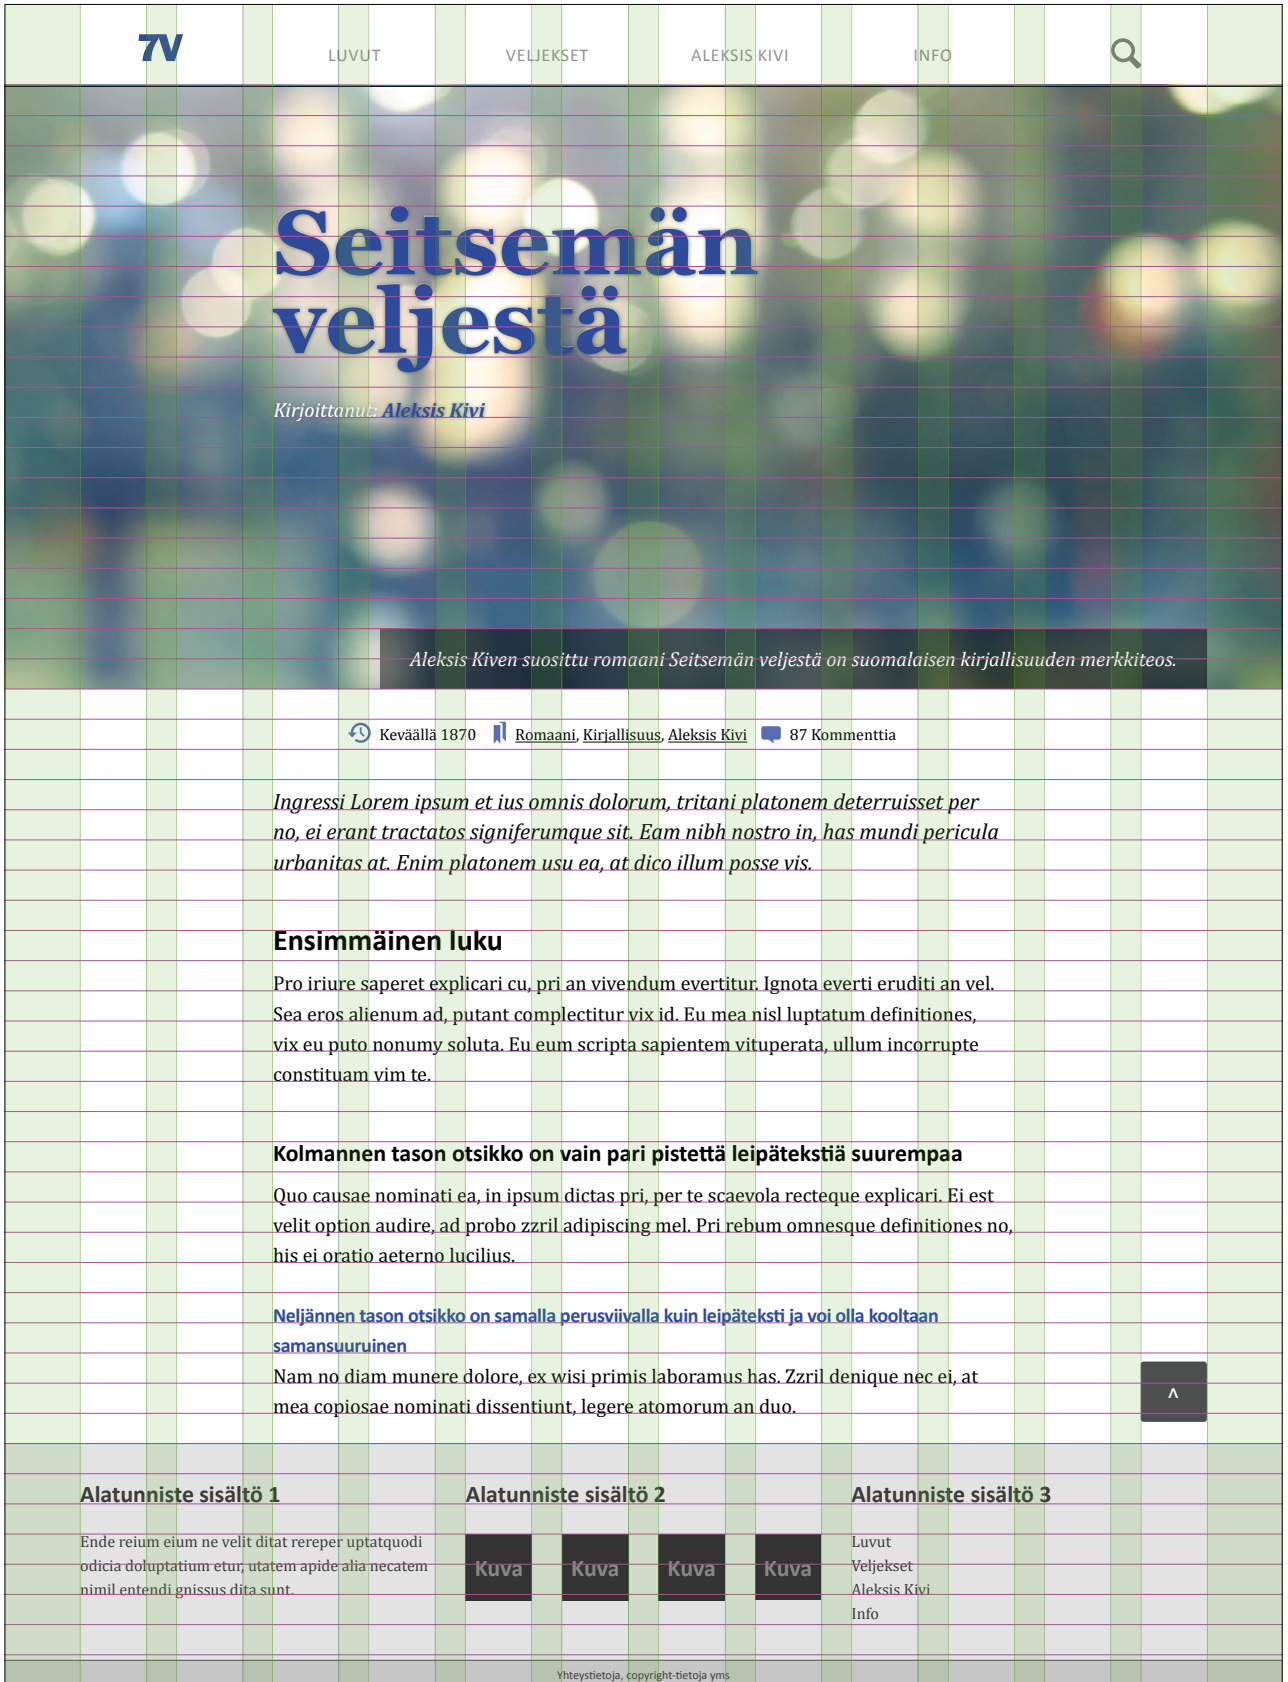 7V
LUVUT VELJEKSET ALEKSIS KIVI INFO
Seitsemän
veljestä
Kirjoittanut: Aleksis Kivi
Aleksis Kiven suosittu romaani Seitsemän veljestä on suomalaisen kirjallisuuden merkkiteos.
Keväällä 1870 Romaani, Kirjallisuus, Aleksis Kivi 87 Kommenttia
Ingressi Lorem ipsum et ius omnis dolorum, tritani platonem deterruisset per
no, ei erant tractatos signiferumque sit. Eam nibh nostro in, has mundi pericula
urbanitas at. Enim platonem usu ea, at dico illum posse vis.
Ensimmäinen luku
Pro iriure saperet explicari cu, pri an vivendum evertitur. Ignota everti eruditi an vel.
Sea eros alienum ad, putant complectitur vix id. Eu mea nisl luptatum definitiones,
vix eu puto nonumy soluta. Eu eum scripta sapientem vituperata, ullum incorrupte
constituam vim te.
Kolmannen tason otsikko on vain pari pistettä leipätekstiä suurempaa
Quo causae nominati ea, in ipsum dictas pri, per te scaevola recteque explicari. Ei est
velit option audire, ad probo zzril adipiscing mel. Pri rebum omnesque definitiones no,
his ei oratio aeterno lucilius.
Neljännen tason otsikko on samalla perusviivalla kuin leipäteksti ja voi olla kooltaan
samansuuruinen
Nam no diam munere dolore, ex wisi primis laboramus has. Zzril denique nec ei, at
mea copiosae nominati dissentiunt, legere atomorum an duo.
^
Alatunniste sisältö 1
Ende reium eium ne velit ditat rereper uptatquodi
odicia doluptatium etur, utatem apide alia necatem
nimil entendi gnissus dita sunt.
Alatunniste sisältö 2
Kuva Kuva Kuva Kuva
Alatunniste sisältö 3
Luvut
Veljekset
Aleksis Kivi
Info
Yhteystietoja, copyright-tietoja yms